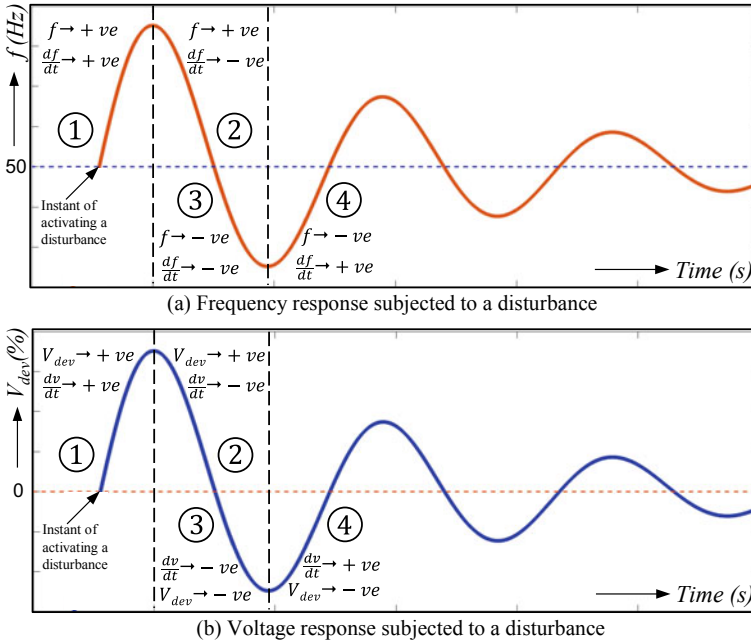 f (Hz)
f→ + ve
df/dt→ + ve
f→ + ve
df/dt→ − ve
①
②
50
③
④
Instant of
activating a
disturbance
f→ − ve
df/dt→ − ve
f→ − ve
df/dt→ + ve
Time (s)
(a) Frequency response subjected to a disturbance
V_dev(%)
V_dev→ + ve
dv/dt→ + ve
V_dev→ + ve
dv/dt→ − ve
①
②
0
③
④
Instant of
activating a
disturbance
dv/dt→ − ve
V_dev→ − ve
dv/dt→ + ve
V_dev→ − ve
Time (s)
(b) Voltage response subjected to a disturbance